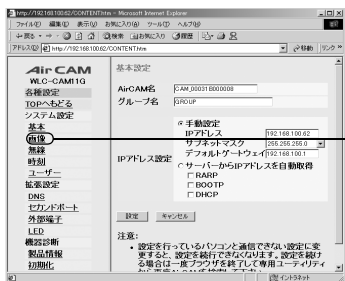 http://192.168.100.62/CONTENT.htm - Microsoft Internet Explorer
ファイル(F) 編集(E) 表示(V) お気に入り(A) ツール(T) ヘルプ(H)
戻る 検索 お気に入り 履歴
アドレス(D) http://192.168.100.62/CONTENT.htm 移動 リンク
AirCAM
WLC-CAM11G
各種設定
TOPへもどる
システム設定
基本
画像
無線
時刻
ユーザー
拡張設定
DNS
セカンドポート
外部端子
LED
機器診断
製品情報
初期化
基本設定
AirCAM名 CAM_00031B000008
グループ名 GROUP
IPアドレス設定
手動設定
IPアドレス 192.168.100.62
サブネットマスク 255.255.255.0
デフォルトゲートウェイ 192.168.100.1
サーバーからIPアドレスを自動取得
RARP
BOOTP
DHCP
設定 キャンセル
注意:
設定を行っているパソコンと通信できない設定に変
更すると、設定を続行できなくなります。設定を続け
る場合は一度ブラウザを終了して専用ユーティリティ
イントラネット